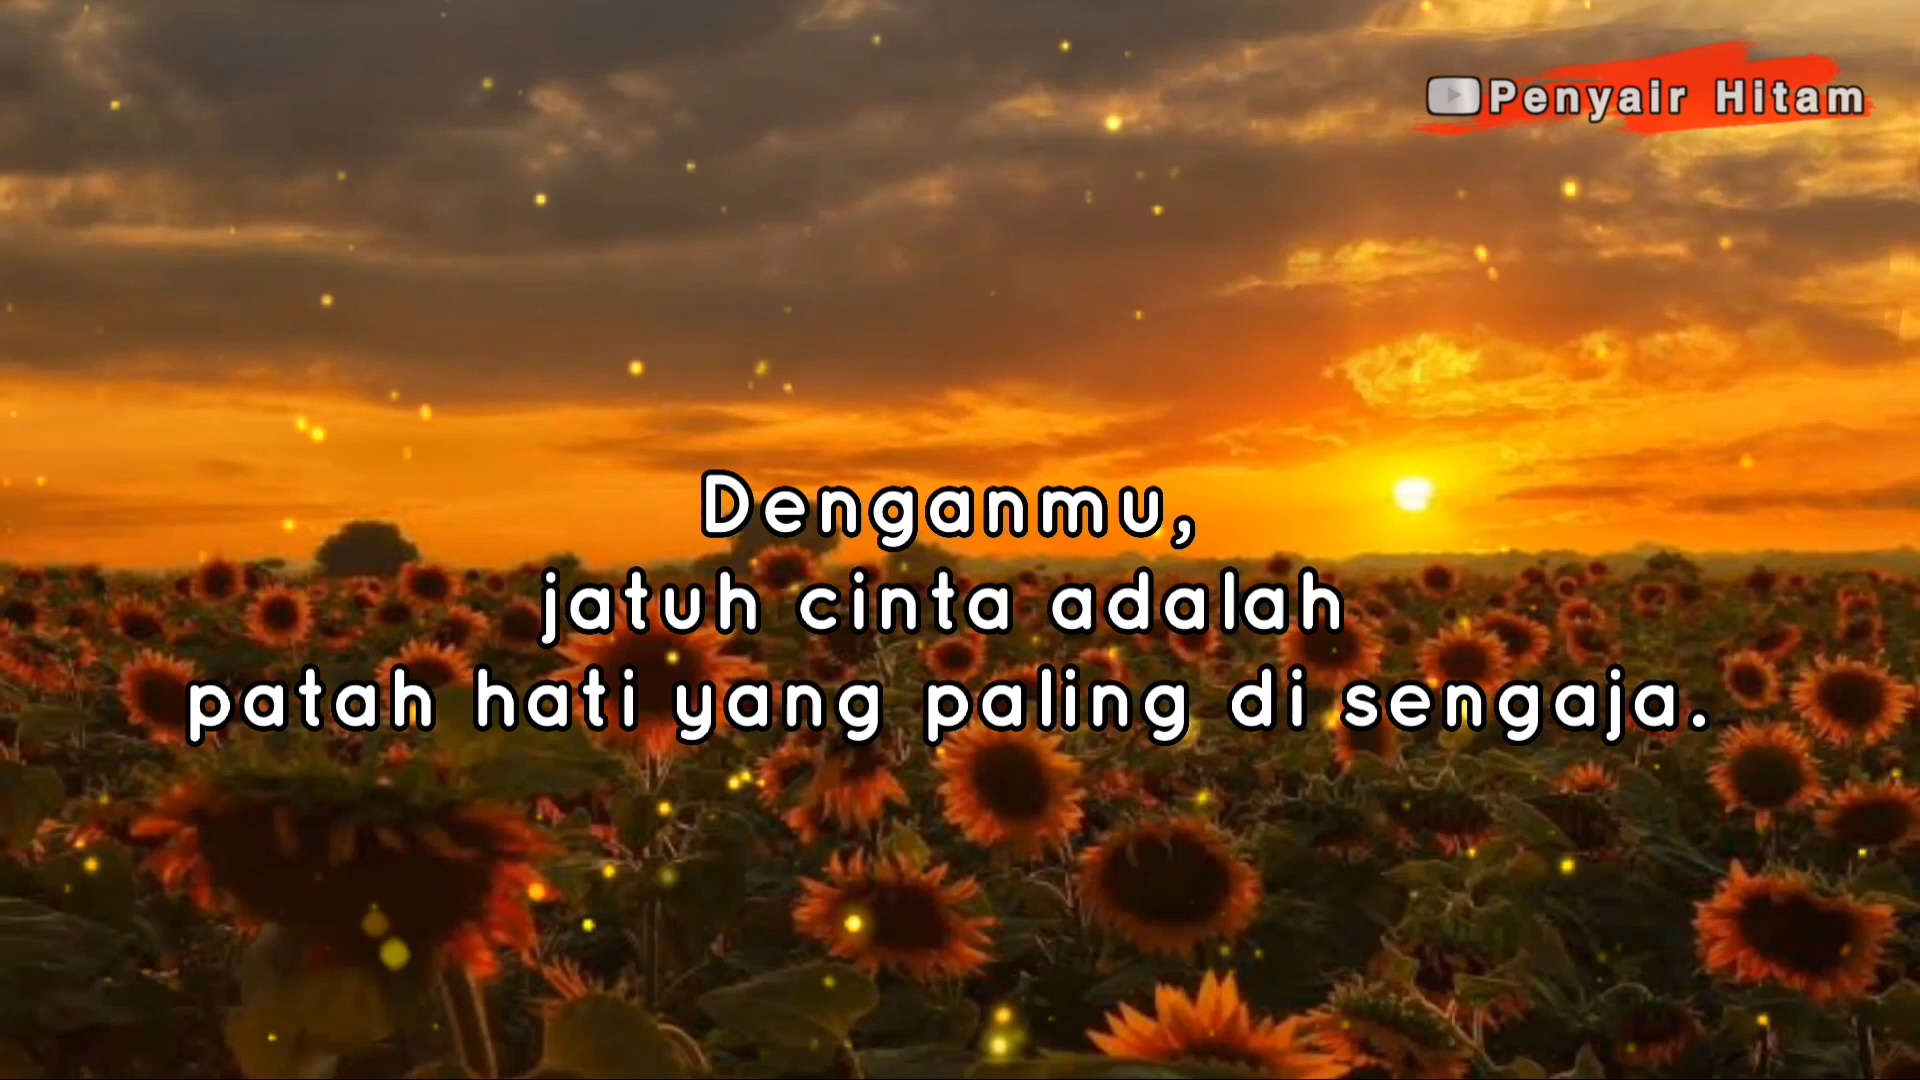 Penyair Hitam
Denganmu,
jatuh cinta adalah
patah hati yang paling di sengaja.